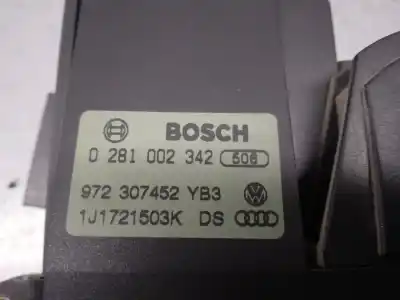 BOSCH
0 281 002 342 506
972 307452 YB3
1J1721503K DS